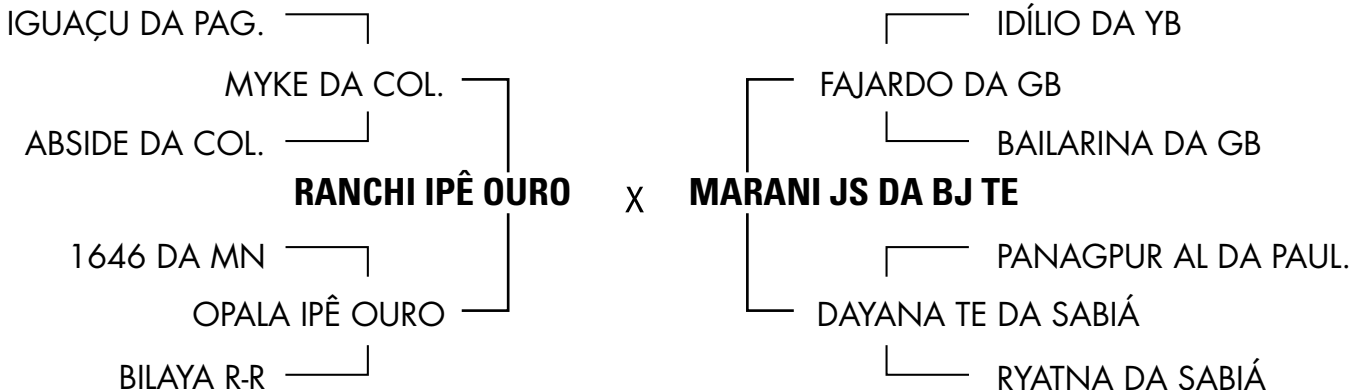 IGUAÇU DA PAG. IDÍLIO DA YB
MYKE DA COL. FAJARDO DA GB
ABSIDE DA COL. BAILARINA DA GB
RANCHI IPÊ OURO X MARANI JS DA BJ TE
1646 DA MN PANAGPUR AL DA PAUL.
OPALA IPÊ OURO DAYANA TE DA SABIÁ
BILAYA R-R RYATNA DA SABIÁ